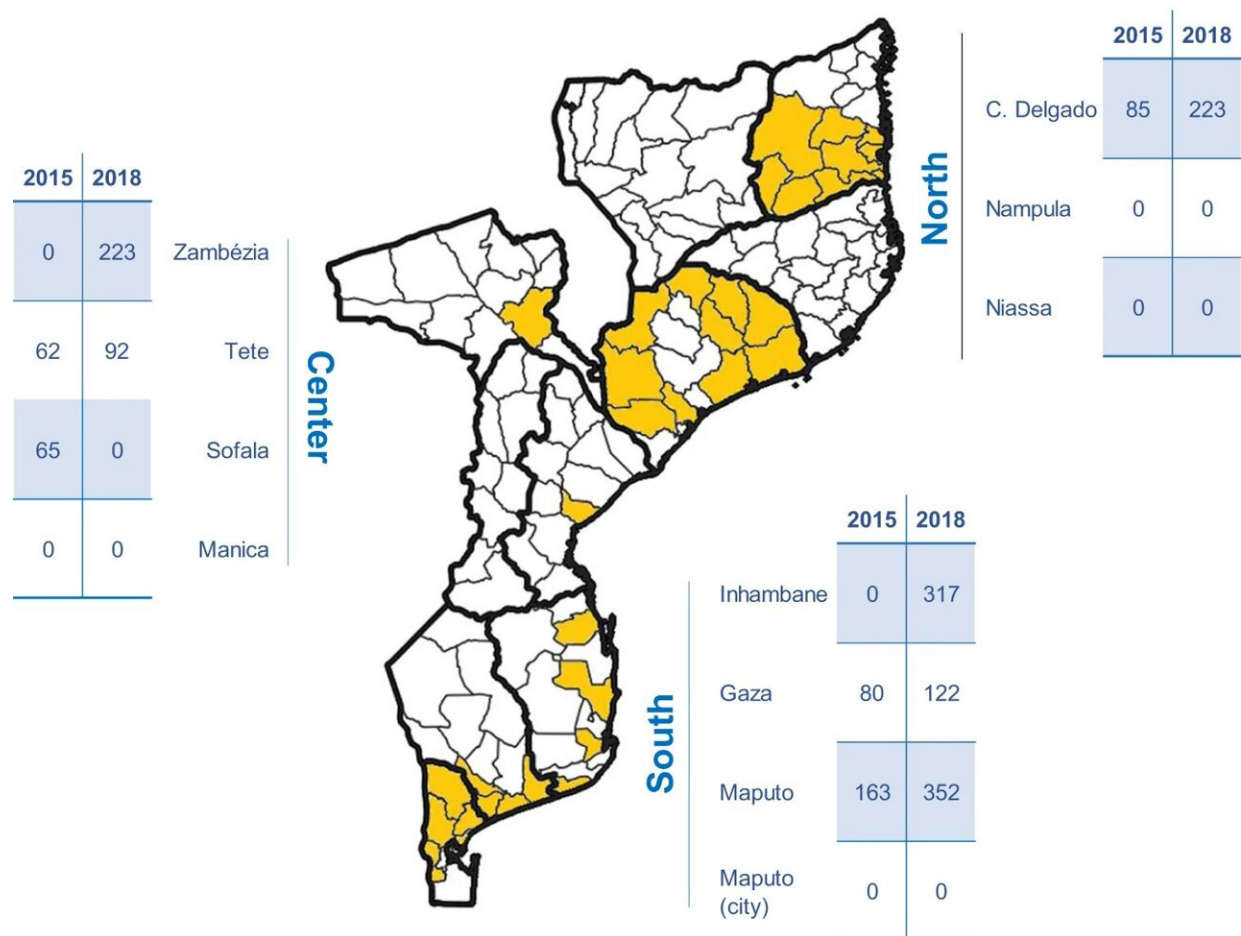 2015 2018
North
C. Delgado 85 223
Nampula 0 0
Niassa 0 0
2015 2018
0 223 Zambézia
62 92 Tete
65 0 Sofala
0 0 Manica
Center
2015 2018
South
Inhambane 0 317
Gaza 80 122
Maputo 163 352
Maputo
(city) 0 0